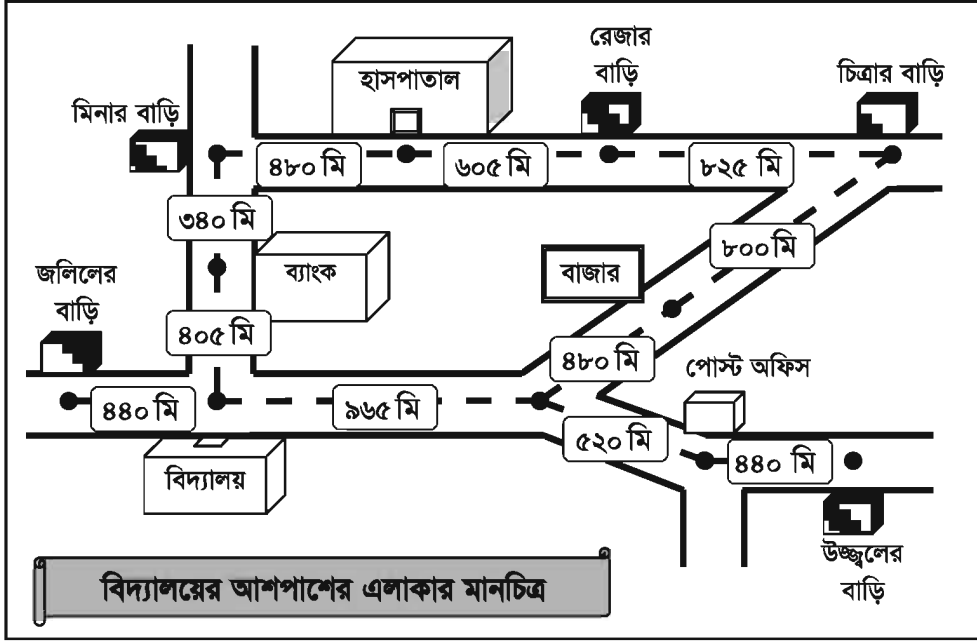 রেজার
বাড়ি
চিত্রার বাড়ি
হাসপাতাল
মিনার বাড়ি
৪৮০ মি
৬০৫ মি
৮২৫ মি
৩৪০ মি
৮০০ মি
জলিলের
বাড়ি
ব্যাংক
বাজার
৪০৫ মি
৪৮০ মি
পোস্ট অফিস
৪৪০ মি
৯৬৫ মি
৫২০ মি
৪৪০ মি
বিদ্যালয়
উজ্জ্বলের
বাড়ি
বিদ্যালয়ের আশপাশের এলাকার মানচিত্র